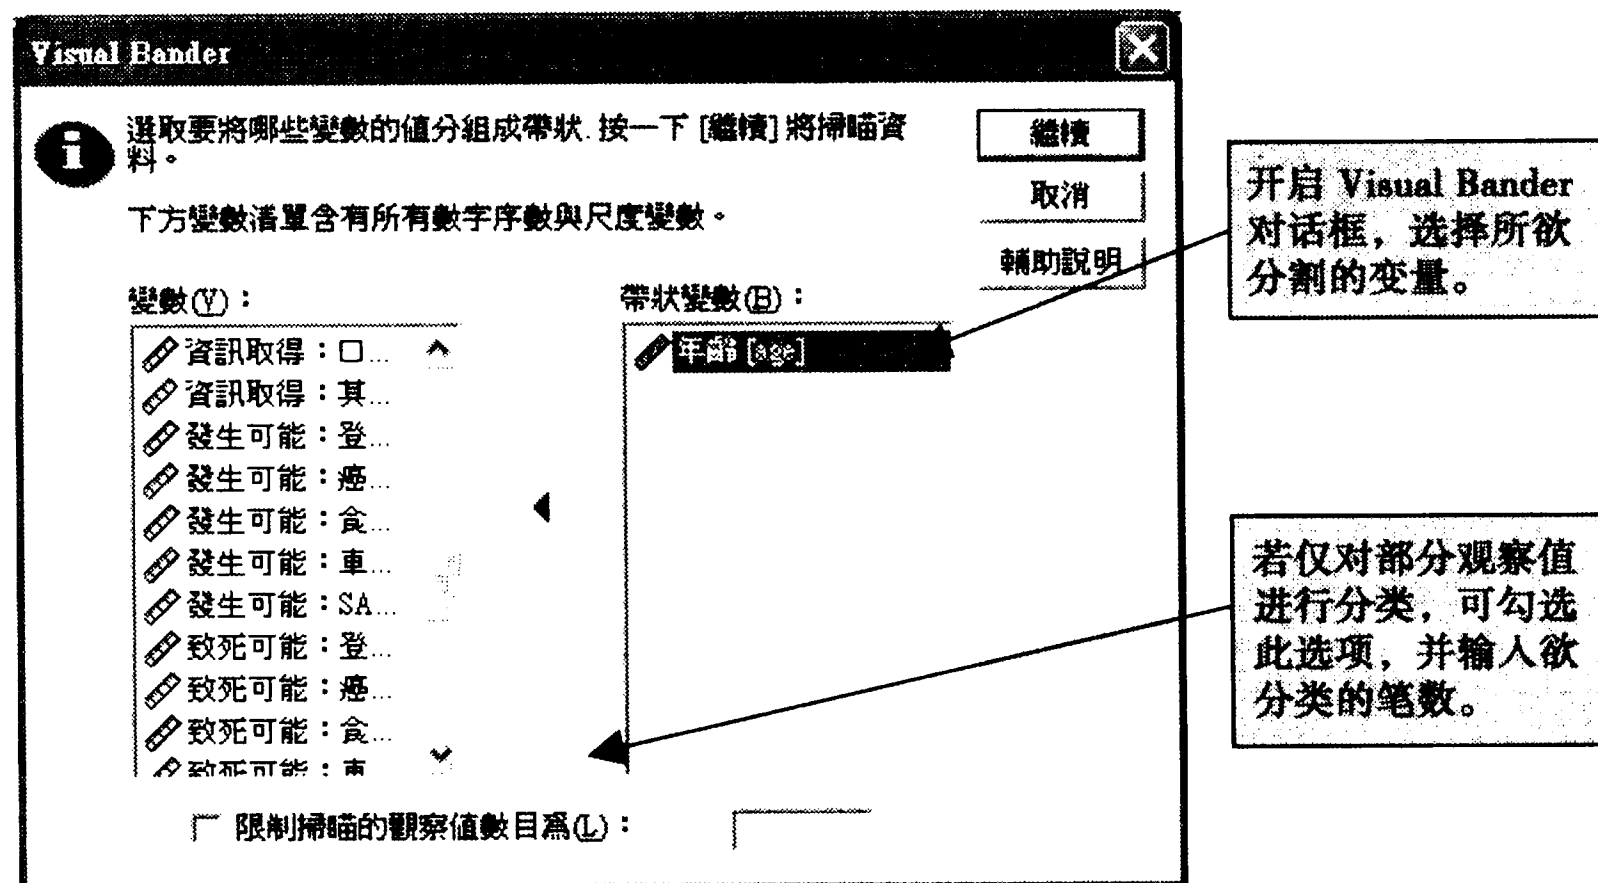 Visual Bander
選取要將哪些變數的值分組成帶狀. 按一下 [繼續] 將掃瞄資
料。
下方變數清單含有所有數字序數與尺度變數。
繼續
取消
輔助說明
變數(V)：
資訊取得：口...
資訊取得：其...
發生可能：登...
發生可能：癌...
發生可能：食...
發生可能：車...
發生可能：SA...
致死可能：登...
致死可能：癌...
致死可能：食...
致死可能：車
帶狀變數(B)：
年齡 [age]
限制掃瞄的觀察值數目爲(L)：
开启 Visual Bander
对话框，选择所欲
分割的变量。
若仅对部分观察值
进行分类，可勾选
此选项，并输入欲
分类的笔数。